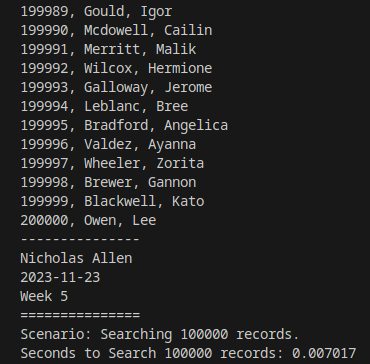 199989, Gould, Igor
199990, Mcdowell, Cailin
199991, Merritt, Malik
199992, Wilcox, Hermione
199993, Galloway, Jerome
199994, Leblanc, Bree
199995, Bradford, Angelica
199996, Valdez, Ayanna
199997, Wheeler, Zorita
199998, Brewer, Gannon
199999, Blackwell, Kato
200000, Owen, Lee
---------------
Nicholas Allen
2023-11-23
Week 5
===============
Scenario: Searching 100000 records.
Seconds to Search 100000 records: 0.007017